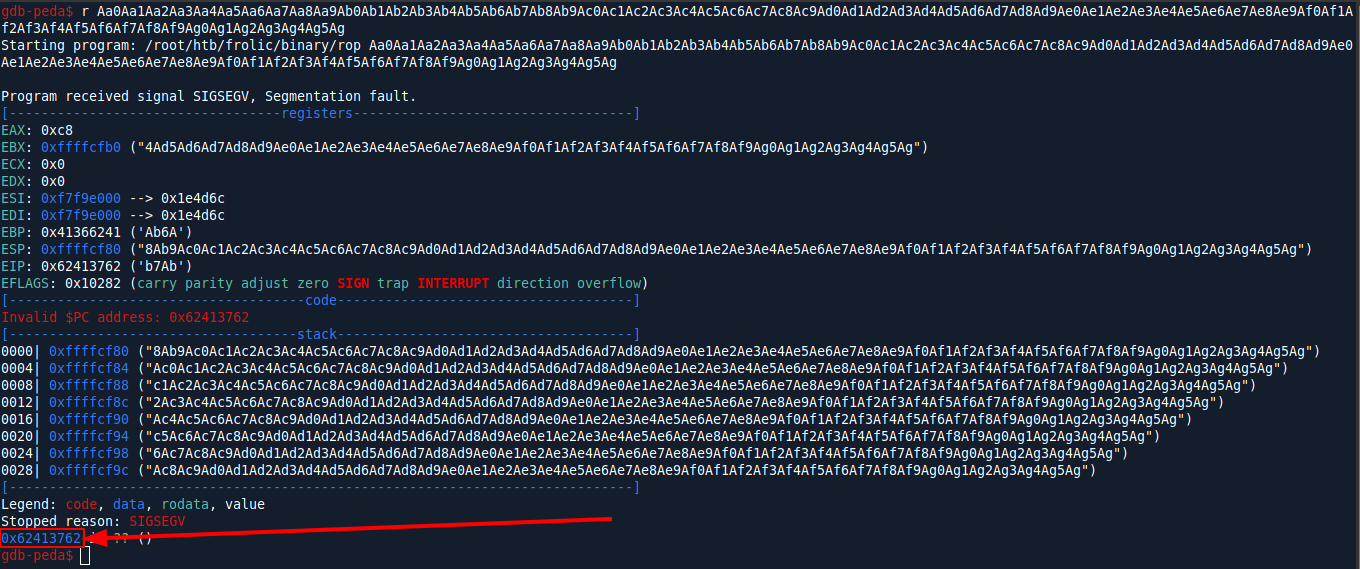 gdb-peda$ r Aa0Aa1Aa2Aa3Aa4Aa5Aa6Aa7Aa8Aa9Ab0Ab1Ab2Ab3Ab4Ab5Ab6Ab7Ab8Ab9Ac0Ac1Ac2Ac3Ac4Ac5Ac6Ac7Ac8Ac9Ad0Ad1Ad2Ad3Ad4Ad5Ad6Ad7Ad8Ad9Ae0Ae1Ae2Ae3Ae4Ae5Ae6Ae7Ae8Ae9Af0Af1A
f2Af3Af4Af5Af6Af7Af8Af9Ag0Ag1Ag2Ag3Ag4Ag5Ag
Starting program: /root/htb/frolic/binary/rop Aa0Aa1Aa2Aa3Aa4Aa5Aa6Aa7Aa8Aa9Ab0Ab1Ab2Ab3Ab4Ab5Ab6Ab7Ab8Ab9Ac0Ac1Ac2Ac3Ac4Ac5Ac6Ac7Ac8Ac9Ad0Ad1Ad2Ad3Ad4Ad5Ad6Ad7Ad8Ad9Ae0
Ae1Ae2Ae3Ae4Ae5Ae6Ae7Ae8Ae9Af0Af1Af2Af3Af4Af5Af6Af7Af8Af9Ag0Ag1Ag2Ag3Ag4Ag5Ag
Program received signal SIGSEGV, Segmentation fault.
[----------------------------------registers-----------------------------------]
EAX: 0xc8
EBX: 0xffffcfb0 ("4Ad5Ad6Ad7Ad8Ad9Ae0Ae1Ae2Ae3Ae4Ae5Ae6Ae7Ae8Ae9Af0Af1Af2Af3Af4Af5Af6Af7Af8Af9Ag0Ag1Ag2Ag3Ag4Ag5Ag")
ECX: 0x0
EDX: 0x0
ESI: 0xf7f9e000 --> 0x1e4d6c
EDI: 0xf7f9e000 --> 0x1e4d6c
EBP: 0x41366241 ('Ab6A')
ESP: 0xffffcf80 ("8Ab9Ac0Ac1Ac2Ac3Ac4Ac5Ac6Ac7Ac8Ac9Ad0Ad1Ad2Ad3Ad4Ad5Ad6Ad7Ad8Ad9Ae0Ae1Ae2Ae3Ae4Ae5Ae6Ae7Ae8Ae9Af0Af1Af2Af3Af4Af5Af6Af7Af8Af9Ag0Ag1Ag2Ag3Ag4Ag5Ag")
EIP: 0x62413762 ('b7Ab')
EFLAGS: 0x10282 (carry parity adjust zero SIGN trap INTERRUPT direction overflow)
[-------------------------------------code-------------------------------------]
Invalid $PC address: 0x62413762
[------------------------------------stack-------------------------------------]
0000| 0xffffcf80 ("8Ab9Ac0Ac1Ac2Ac3Ac4Ac5Ac6Ac7Ac8Ac9Ad0Ad1Ad2Ad3Ad4Ad5Ad6Ad7Ad8Ad9Ae0Ae1Ae2Ae3Ae4Ae5Ae6Ae7Ae8Ae9Af0Af1Af2Af3Af4Af5Af6Af7Af8Af9Ag0Ag1Ag2Ag3Ag4Ag5Ag")
0004| 0xffffcf84 ("Ac0Ac1Ac2Ac3Ac4Ac5Ac6Ac7Ac8Ac9Ad0Ad1Ad2Ad3Ad4Ad5Ad6Ad7Ad8Ad9Ae0Ae1Ae2Ae3Ae4Ae5Ae6Ae7Ae8Ae9Af0Af1Af2Af3Af4Af5Af6Af7Af8Af9Ag0Ag1Ag2Ag3Ag4Ag5Ag")
0008| 0xffffcf88 ("c1Ac2Ac3Ac4Ac5Ac6Ac7Ac8Ac9Ad0Ad1Ad2Ad3Ad4Ad5Ad6Ad7Ad8Ad9Ae0Ae1Ae2Ae3Ae4Ae5Ae6Ae7Ae8Ae9Af0Af1Af2Af3Af4Af5Af6Af7Af8Af9Ag0Ag1Ag2Ag3Ag4Ag5Ag")
0012| 0xffffcf8c ("2Ac3Ac4Ac5Ac6Ac7Ac8Ac9Ad0Ad1Ad2Ad3Ad4Ad5Ad6Ad7Ad8Ad9Ae0Ae1Ae2Ae3Ae4Ae5Ae6Ae7Ae8Ae9Af0Af1Af2Af3Af4Af5Af6Af7Af8Af9Ag0Ag1Ag2Ag3Ag4Ag5Ag")
0016| 0xffffcf90 ("Ac4Ac5Ac6Ac7Ac8Ac9Ad0Ad1Ad2Ad3Ad4Ad5Ad6Ad7Ad8Ad9Ae0Ae1Ae2Ae3Ae4Ae5Ae6Ae7Ae8Ae9Af0Af1Af2Af3Af4Af5Af6Af7Af8Af9Ag0Ag1Ag2Ag3Ag4Ag5Ag")
0020| 0xffffcf94 ("c5Ac6Ac7Ac8Ac9Ad0Ad1Ad2Ad3Ad4Ad5Ad6Ad7Ad8Ad9Ae0Ae1Ae2Ae3Ae4Ae5Ae6Ae7Ae8Ae9Af0Af1Af2Af3Af4Af5Af6Af7Af8Af9Ag0Ag1Ag2Ag3Ag4Ag5Ag")
0024| 0xffffcf98 ("6Ac7Ac8Ac9Ad0Ad1Ad2Ad3Ad4Ad5Ad6Ad7Ad8Ad9Ae0Ae1Ae2Ae3Ae4Ae5Ae6Ae7Ae8Ae9Af0Af1Af2Af3Af4Af5Af6Af7Af8Af9Ag0Ag1Ag2Ag3Ag4Ag5Ag")
0028| 0xffffcf9c ("Ac8Ac9Ad0Ad1Ad2Ad3Ad4Ad5Ad6Ad7Ad8Ad9Ae0Ae1Ae2Ae3Ae4Ae5Ae6Ae7Ae8Ae9Af0Af1Af2Af3Af4Af5Af6Af7Af8Af9Ag0Ag1Ag2Ag3Ag4Ag5Ag")
[------------------------------------------------------------------------------]
Legend: code, data, rodata, value
Stopped reason: SIGSEGV
0x62413762 ?? ()
gdb-peda$